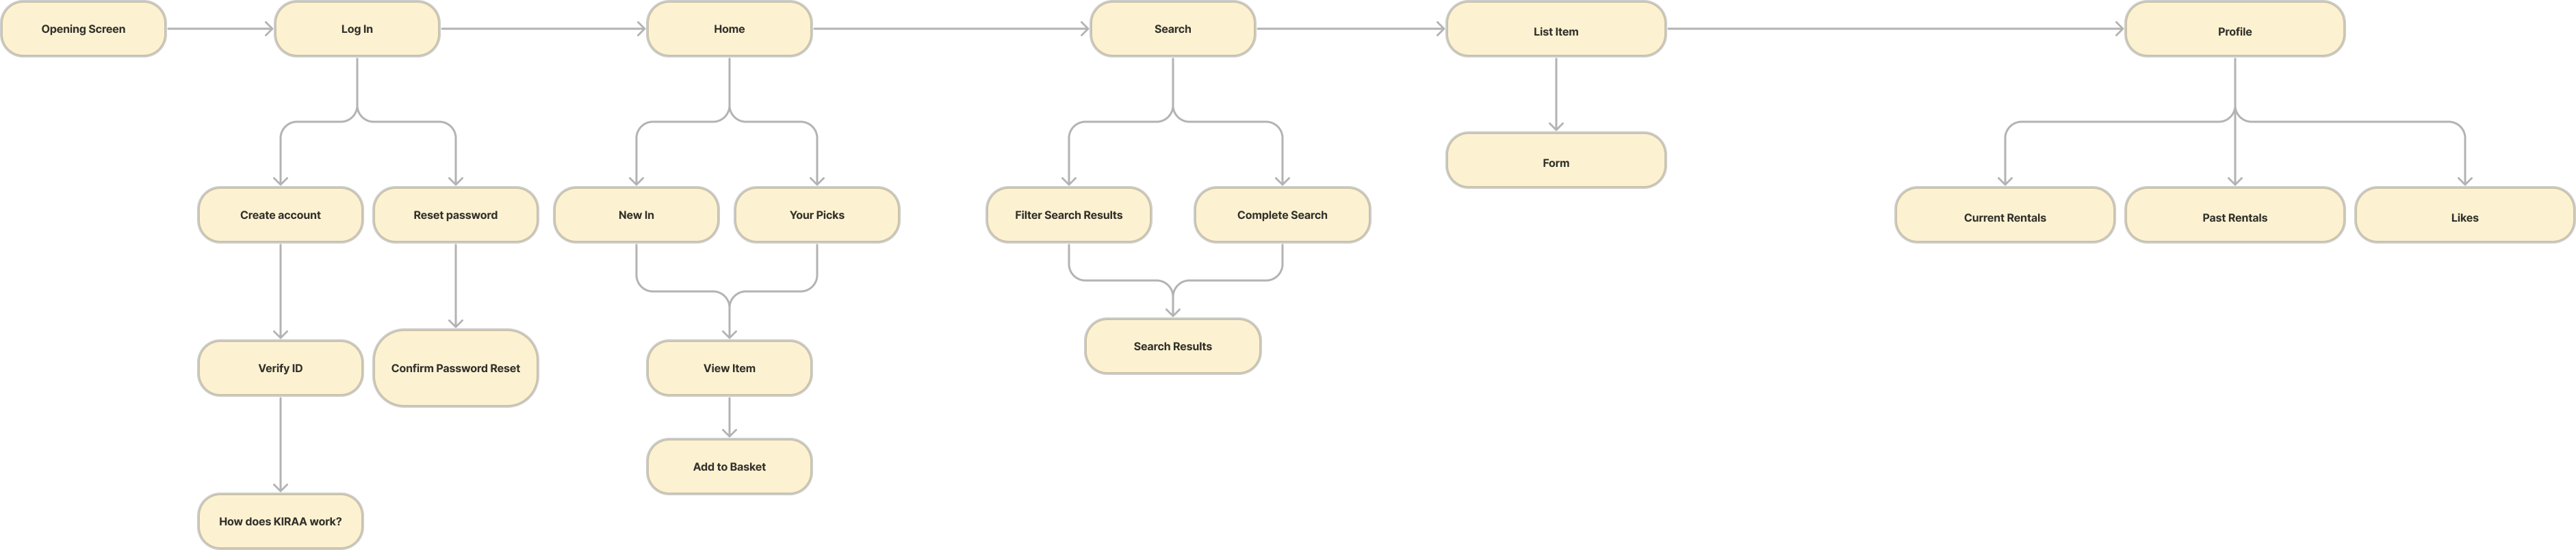 Opening Screen
Log In
Home
Search
List Item
Profile
Form
Create account
Reset password
New In
Your Picks
Filter Search Results
Complete Search
Current Rentals
Past Rentals
Likes
Search Results
Verify ID
Confirm Password Reset
View Item
Add to Basket
How does KIRAA work?